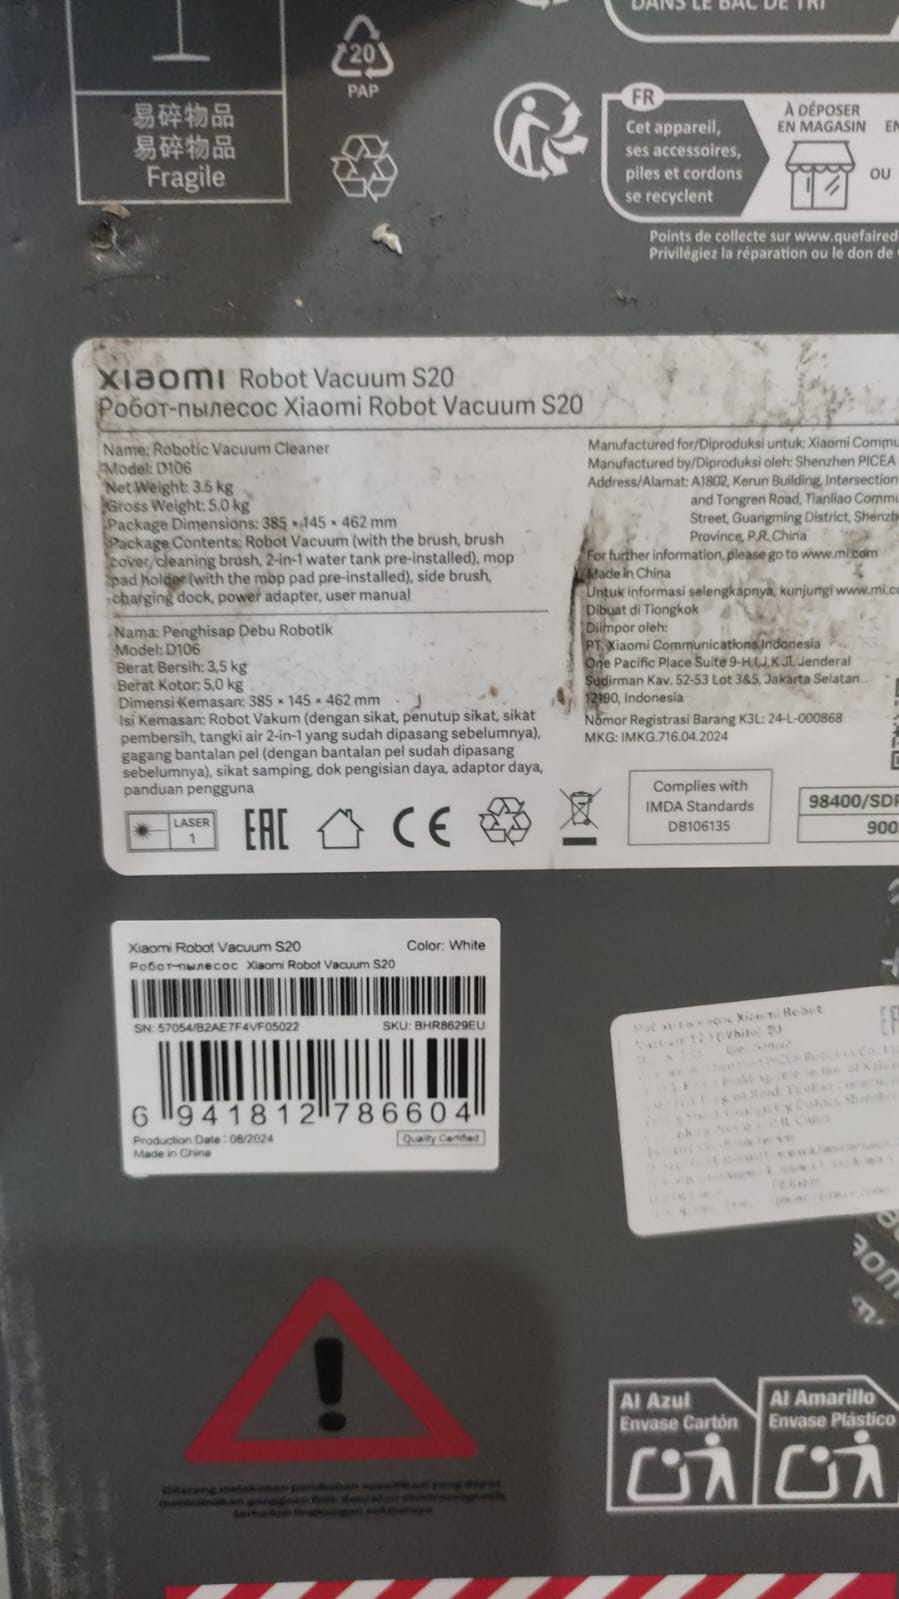 DANS LE BAC DE TRI
20
PAP
易碎物品
易碎物品
Fragile
FR
Cet appareil,
ses accessoires,
piles et cordons
se recyclent
À DÉPOSER
EN MAGASIN
OU
Points de collecte sur www.quefaired
Privilégiez la réparation ou le don de
xiaomi Robot Vacuum S20
Робот-пылесос Xiaomi Robot Vacuum S20
Name: Robotic Vacuum Cleaner
Model: D106
Net Weight: 3.5 kg
Gross Weight: 5.0 kg
Package Dimensions: 385 × 145 × 462 mm
Package Contents: Robot Vacuum (with the brush, brush
cover, cleaning brush, 2-in-1 water tank pre-installed), mop
pad holder (with the mop pad pre-installed), side brush,
charging dock, power adapter, user manual
Nama: Penghisap Debu Robotik
Model: D106
Berat Bersih: 3,5 kg
Berat Kotor: 5,0 kg
Dimensi Kemasan: 385 × 145 × 462 mm
Isi Kemasan: Robot Vakum (dengan sikat, penutup sikat, sikat
pembersih, tangki air 2-in-1 yang sudah dipasang sebelumnya),
gagang bantalan pel (dengan bantalan pel sudah dipasang
sebelumnya), sikat samping, dok pengisian daya, adaptor daya,
panduan pengguna
Manufactured for/Diproduksi untuk: Xiaomi Commu
Manufactured by/Diproduksi oleh: Shenzhen PICEA
Address/Alamat: A1802, Kerun Building, Intersection
and Tongren Road, Tianliao Commu
Street, Guangming District, Shenzh
Province, P.R. China
For further information, please go to www.mi.com
Made in China
Untuk informasi selengkapnya, kunjungi www.mi.co
Dibuat di Tiongkok
Diimpor oleh:
PT. Xiaomi Communications Indonesia
One Pacific Place Suite 9-H,I,J,K Jl. Jenderal
Sudirman Kav. 52-53 Lot 3&5, Jakarta Selatan
12190, Indonesia
Nomor Registrasi Barang K3L: 24-L-000868
MKG: IMKG.716.04.2024
LASER
1
EAC
CE
Complies with
IMDA Standards
DB106135
98400/SDP
900
Xiaomi Robot Vacuum S20 Color: White
Робот-пылесос Xiaomi Robot Vacuum S20
SN: 57054/B2AE7F4VF05022 SKU: BHR8629EU
6 941812 786604
Production Date : 08/2024
Quality Certified
Made in China
Xiaomi Robot
Al Azul
Envase Cartón
Al Amarillo
Envase Plástico